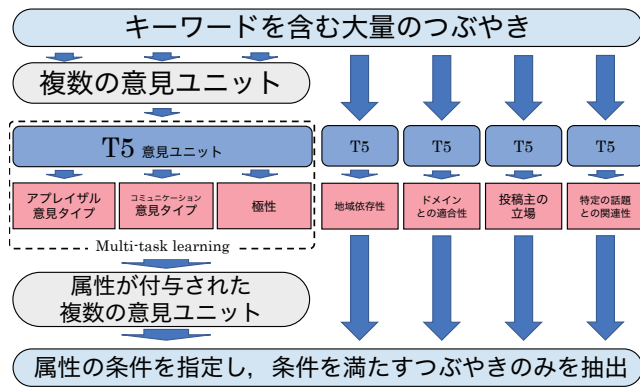 キーワードを含む大量のつぶやき
複数の意見ユニット
T5 意見ユニット
T5
T5
T5
T5
アプレイザル
意見タイプ
コミュニケーション
意見タイプ
極性
地域依存性
ドメイン
との適合性
投稿主の
立場
特定の話題
との関連性
Multi-task learning
属性が付与された
複数の意見ユニット
属性の条件を指定し，条件を満たすつぶやきのみを抽出